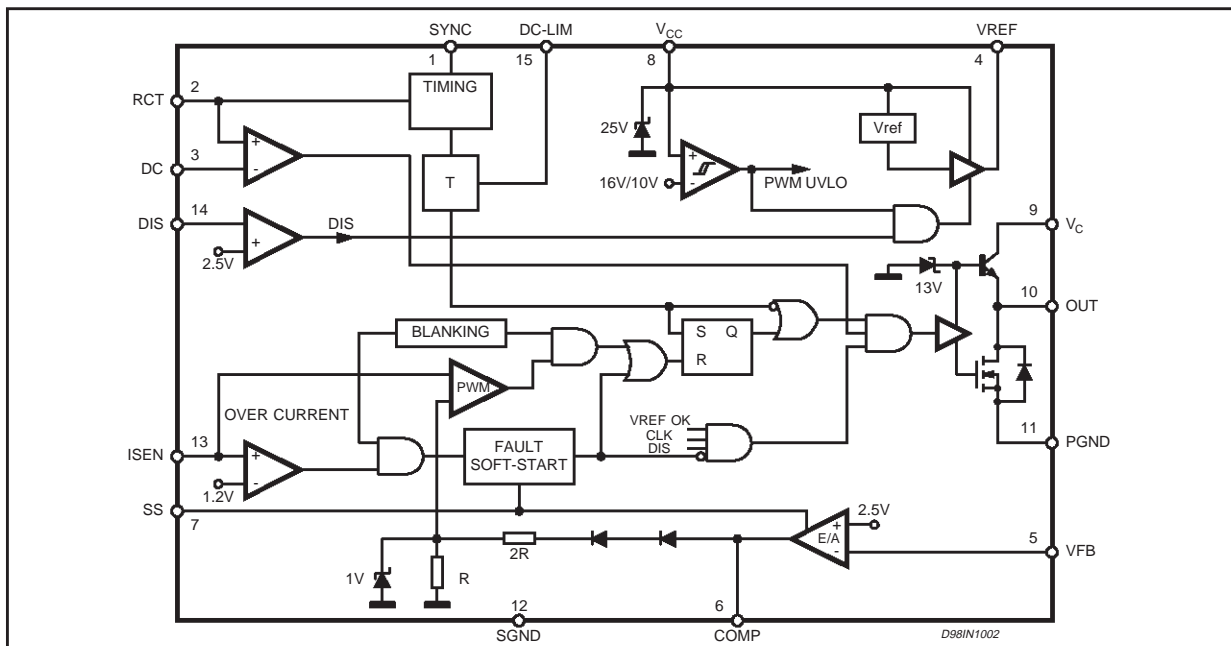 SYNC
DC-LIM
VCC
VREF
1
15
8
4
RCT
2
TIMING
25V
Vref
DC
3
+
-
T
+
-
16V/10V
PWM UVLO
DIS
14
DIS
+
2.5V
9
VC
13V
10
OUT
BLANKING
S Q
R
PWM
OVER CURRENT
VREF OK
CLK
DIS
11
PGND
ISEN
13
+
-
1.2V
FAULT
SOFT-START
SS
7
2.5V
+
E/A
-
5
VFB
2R
1V
R
12
SGND
6
COMP
D98IN1002